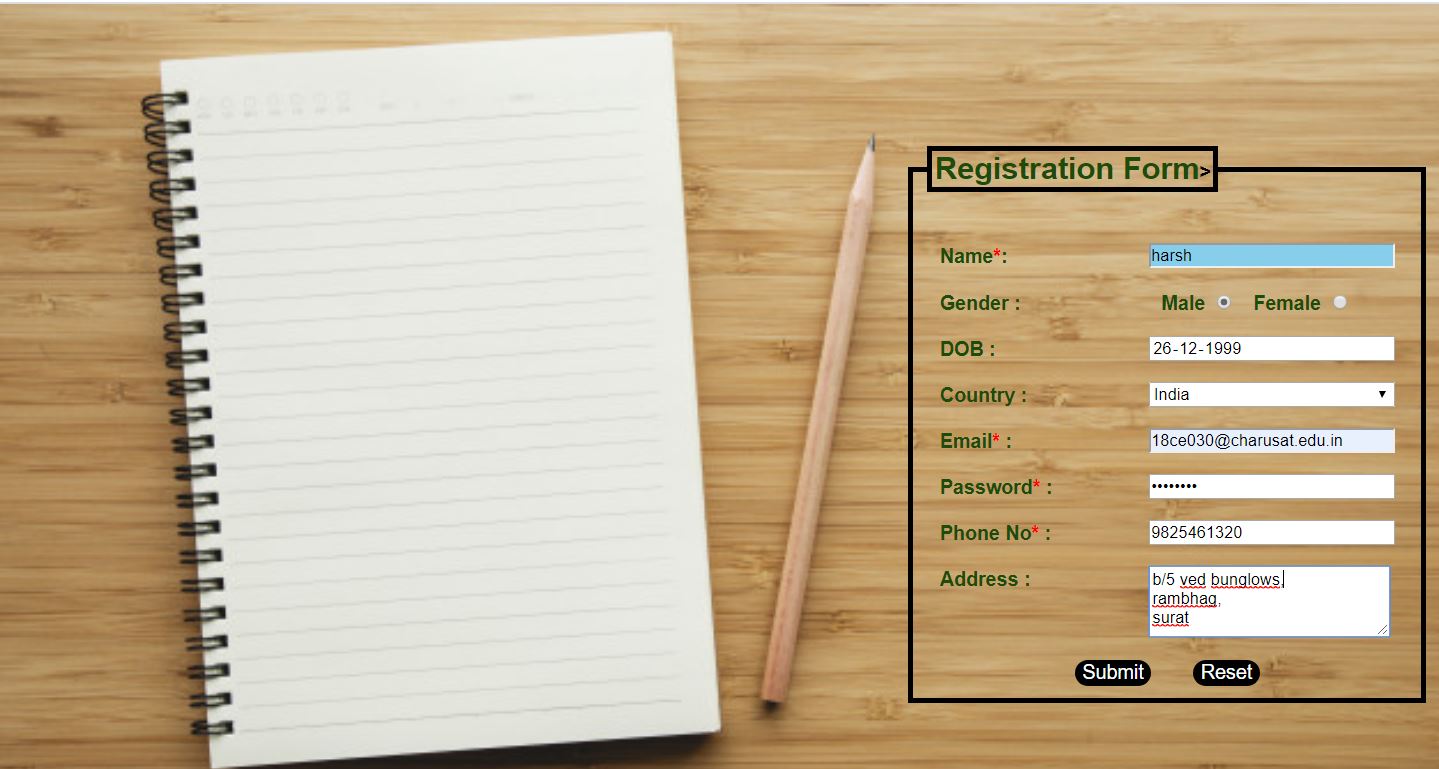 Registration Form>
Name*: harsh
Gender : Male Female
DOB : 26-12-1999
Country : India
Email* : 18ce030@charusat.edu.in
Password* : ••••••••
Phone No* : 9825461320
Address : b/5 ved bunglows,
rambhag,
surat
Submit Reset